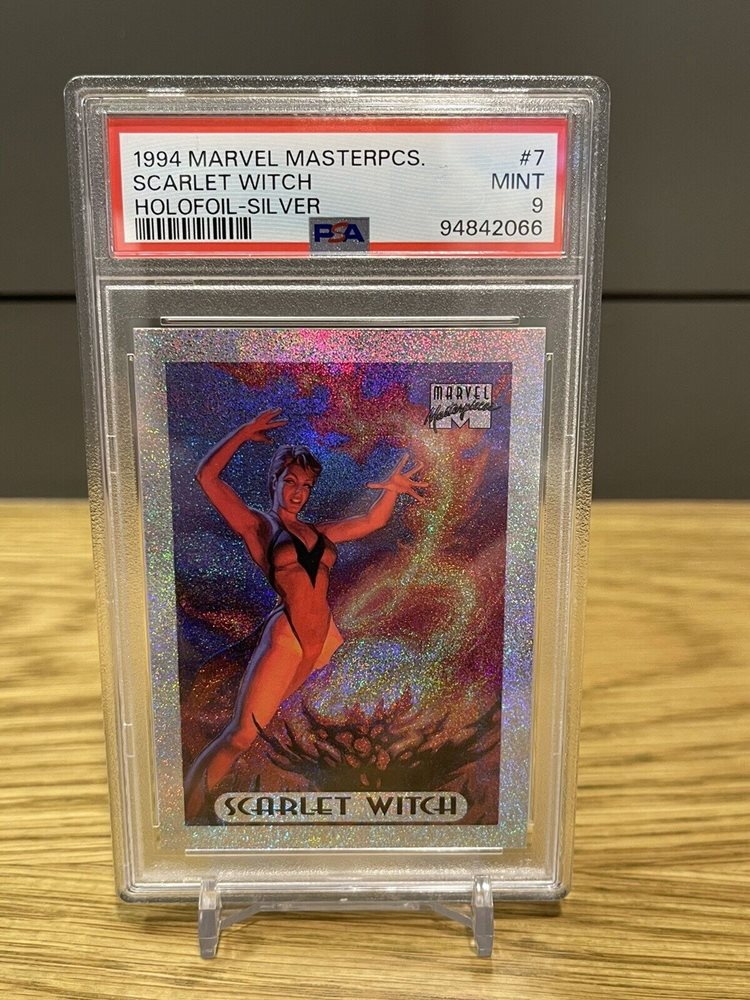 1994 MARVEL MASTERPCS. #7
SCARLET WITCH MINT
HOLOFOIL-SILVER 9
PSA 94842066
MARVEL
Masterpieces
M
SCARLET WITCH